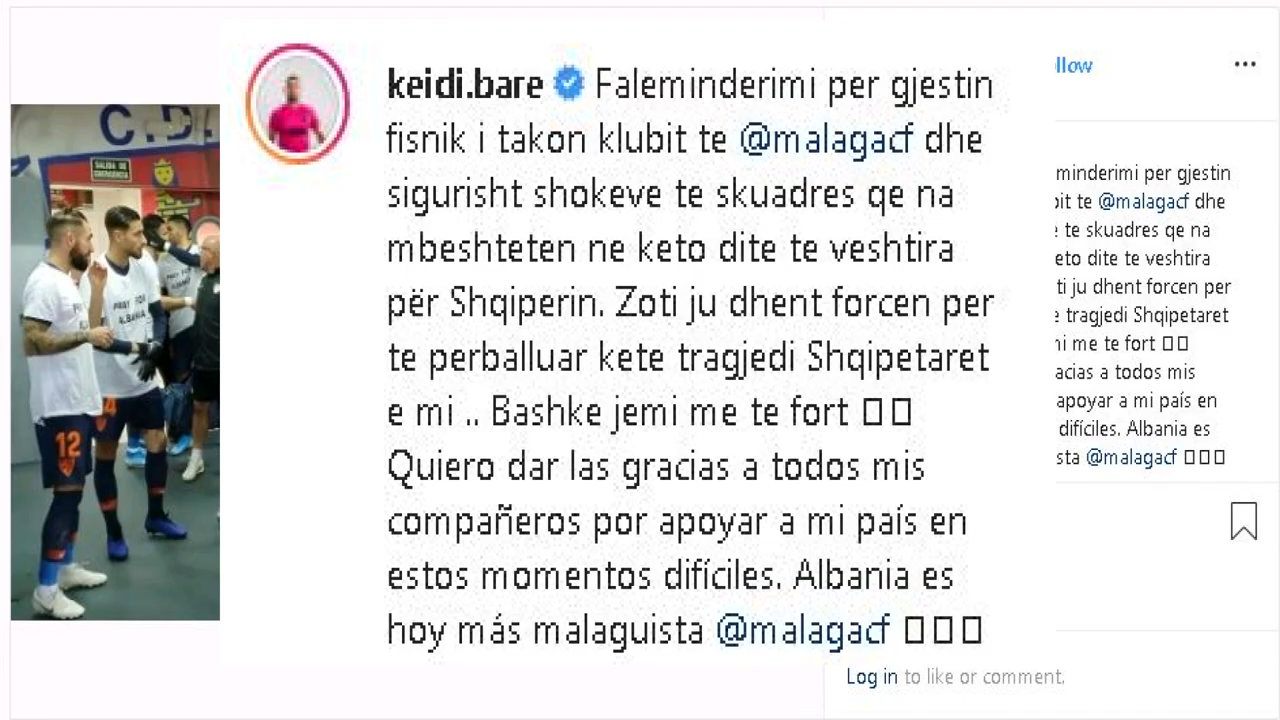 C.D.
SALIDA DE
EMERGENCIA
PRAY FOR
ALBANIA
12
4
keidi.bare Faleminderimi per gjestin
fisnik i takon klubit te @malagacf dhe
sigurisht shokeve te skuadres qe na
mbeshteten ne keto dite te veshtira
për Shqiperin. Zoti ju dhent forcen per
te perballuar kete tragjedi Shqipetaret
e mi .. Bashke jemi me te fort
Quiero dar las gracias a todos mis
compañeros por apoyar a mi país en
estos momentos difíciles. Albania es
hoy más malaguista @malagacf
llow
minderimi per gjestin
bit te @malagacf dhe
e te skuadres qe na
eto dite te veshtira
ti ju dhent forcen per
e tragjedi Shqipetaret
ni me te fort
acias a todos mis
apoyar a mi país en
difíciles. Albania es
sta @malagacf
Log in to like or comment.